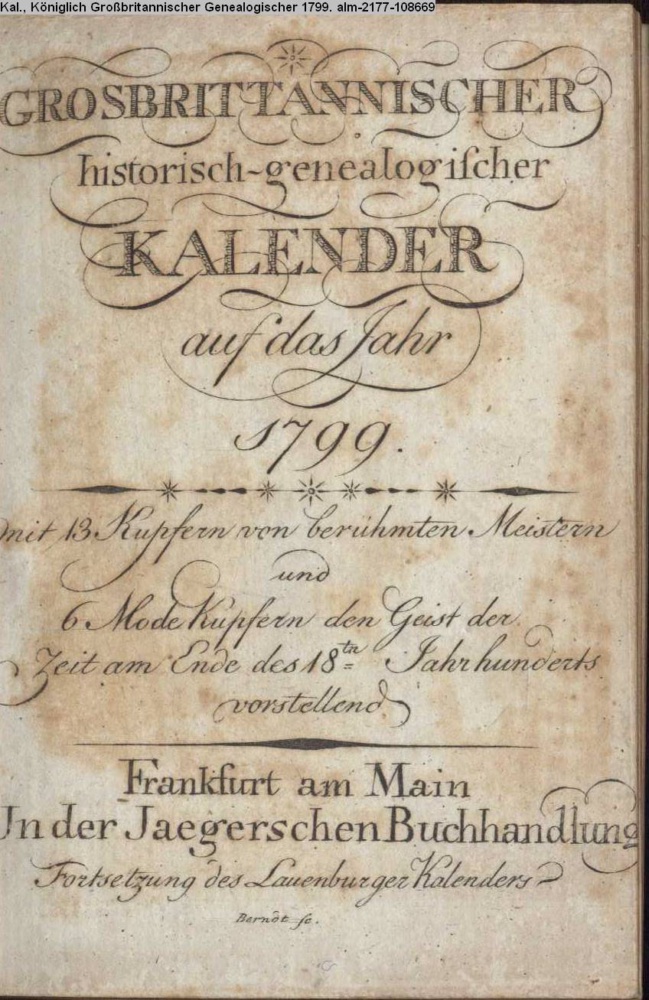 Kal., Königlich Großbritannischer Genealogischer 1799. alm-2177-108669
GROSBRITTANNISCHER
historisch-genealogiſcher
KALENDER
auf das Jahr
1799.
mit 13 Kupfern von berühmten Meistern
und
6 Mode Kupfern den Geist der
Zeit am Ende des 18tn Jahrhunderts
vorstellend
Frankfurt am Main
In der Jaegerschen Buchhandlung
Fortsetzung des Lauenburger Kalenders
Berndt sc.